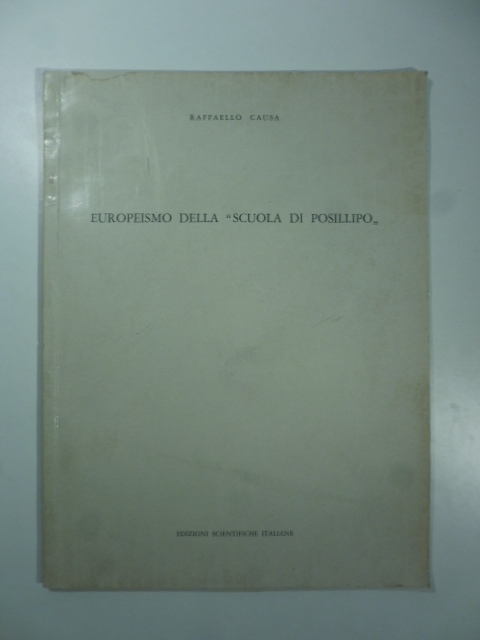 RAFFAELLO CAUSA
EUROPEISMO DELLA “SCUOLA DI POSILLIPO„
EDIZIONI SCIENTIFICHE ITALIANE